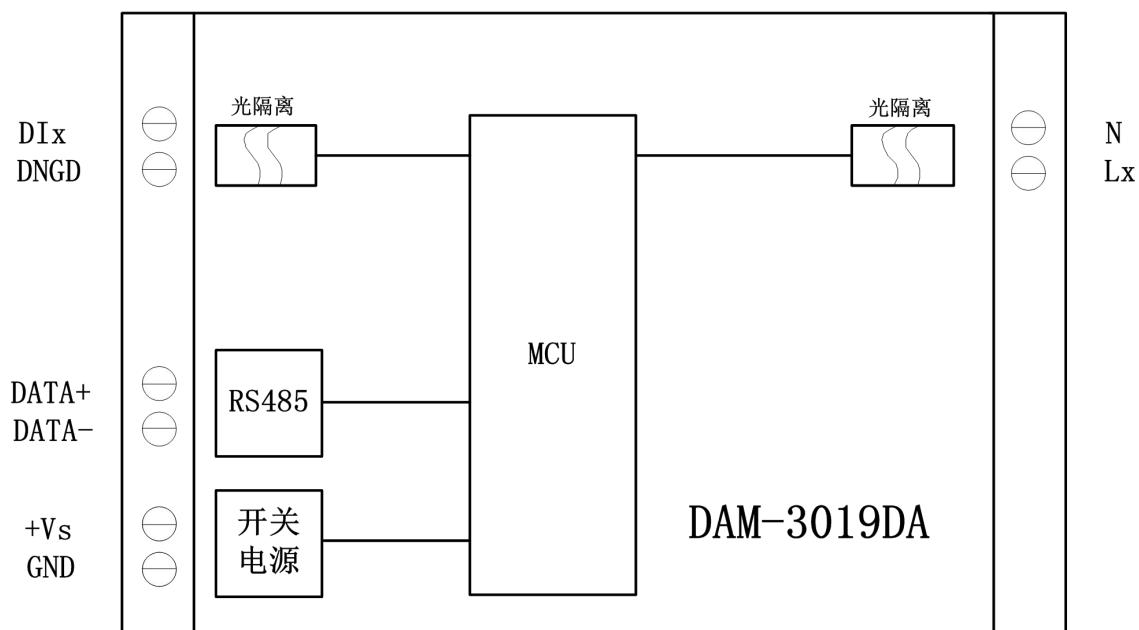 光隔离
光隔离
DIx
DNGD
N
Lx
MCU
DATA+
DATA-
RS485
+Vs
GND
开关
电源
DAM-3019DA